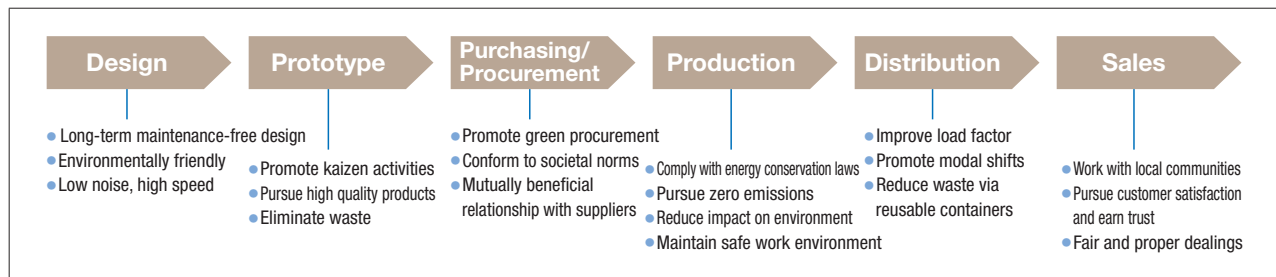 Design
Long-term maintenance-free design
Environmentally friendly
Low noise, high speed
Prototype
Promote kaizen activities
Pursue high quality products
Eliminate waste
Purchasing/
Procurement
Promote green procurement
Conform to societal norms
Mutually beneficial
relationship with suppliers
Production
Comply with energy conservation laws
Pursue zero emissions
Reduce impact on environment
Maintain safe work environment
Distribution
Improve load factor
Promote modal shifts
Reduce waste via
reusable containers
Sales
Work with local communities
Pursue customer satisfaction
and earn trust
Fair and proper dealings